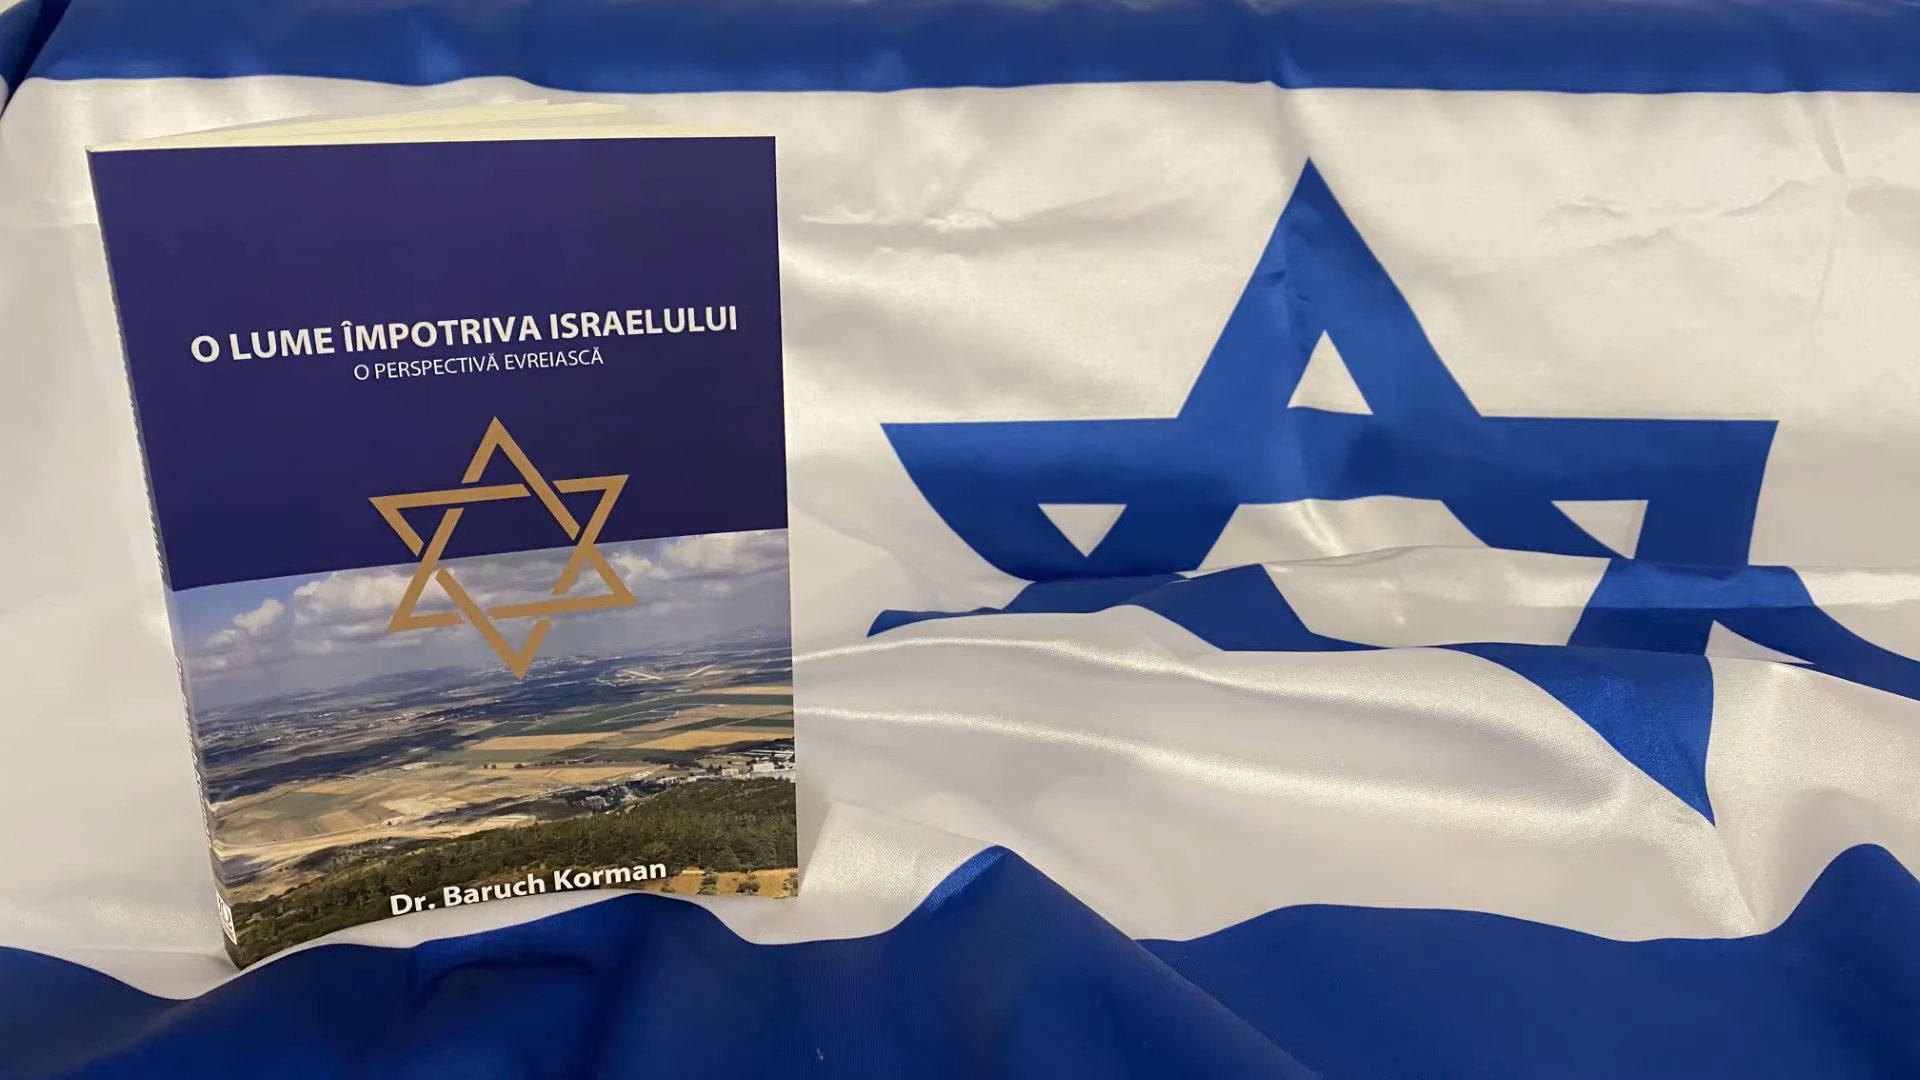 O LUME ÎMPOTRIVA ISRAELULUI
O PERSPECTIVĂ EVREIASCĂ
Dr. Baruch Korman